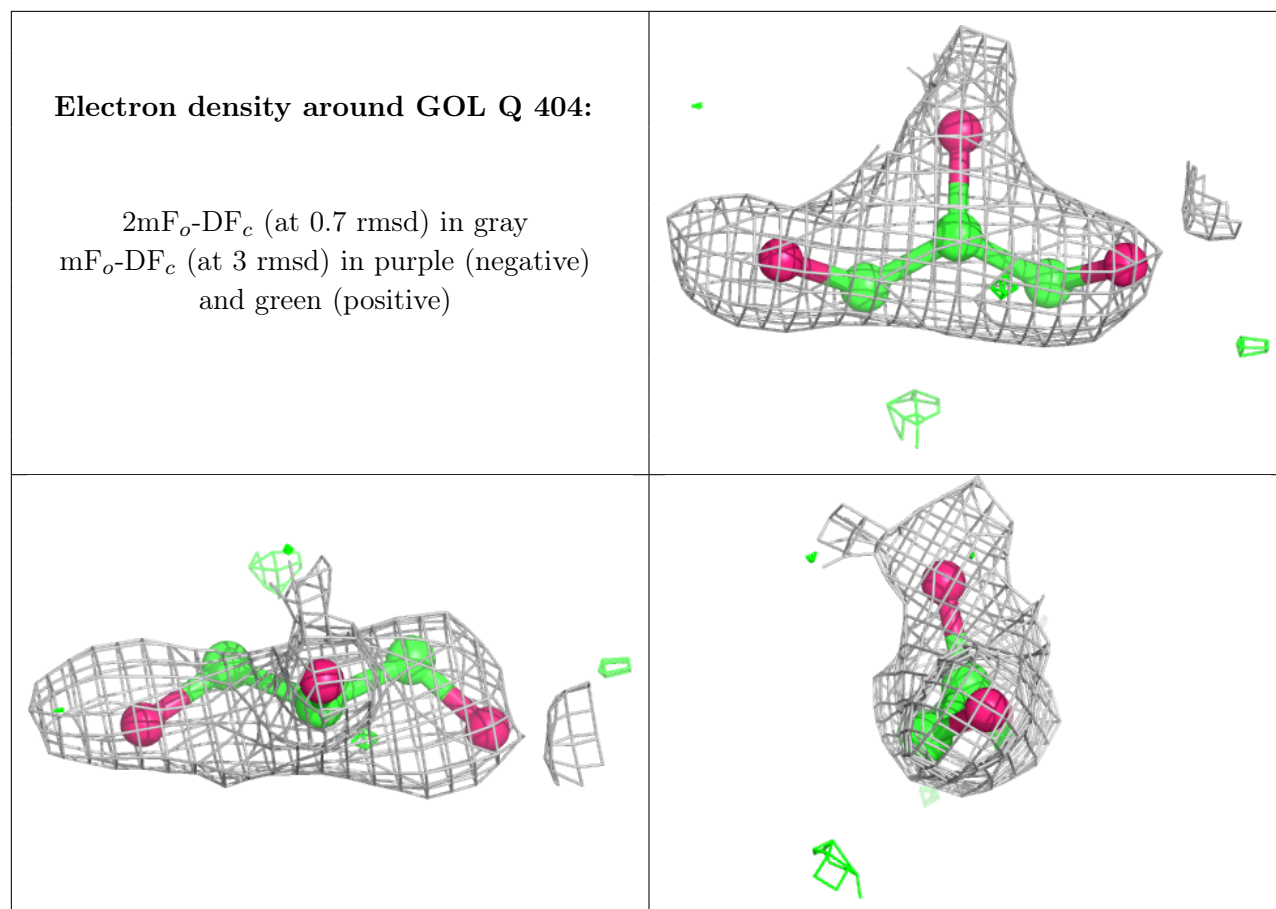 Electron density around GOL Q 404:
2mFo-DFc (at 0.7 rmsd) in gray
mFo-DFc (at 3 rmsd) in purple (negative)
and green (positive)